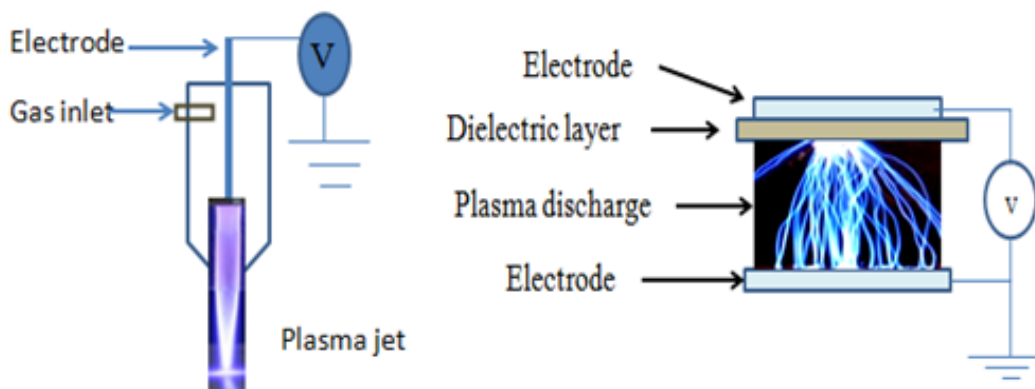 Electrode
V
Gas inlet
Plasma jet
Electrode
Dielectric layer
Plasma discharge
V
Electrode